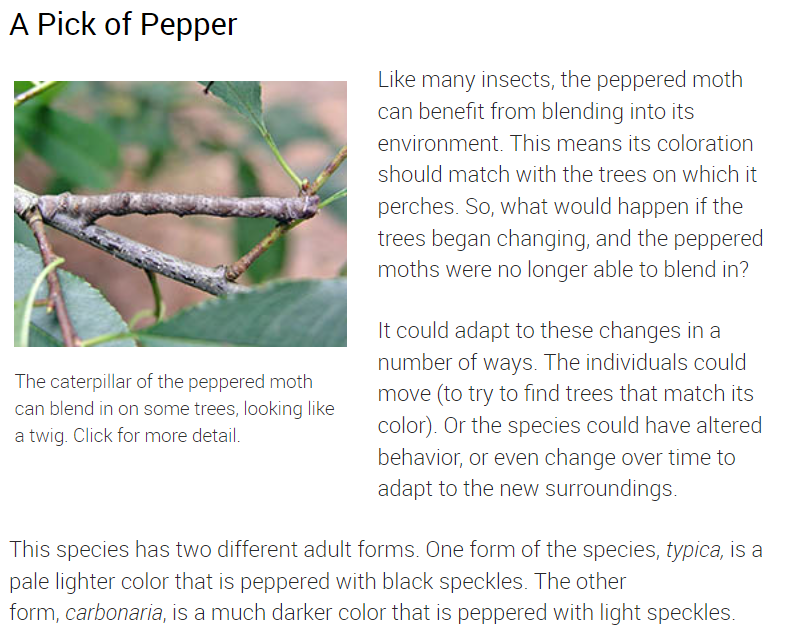 A Pick of Pepper
Like many insects, the peppered moth
can benefit from blending into its
environment. This means its coloration
should match with the trees on which it
perches. So, what would happen if the
trees began changing, and the peppered
moths were no longer able to blend in?
It could adapt to these changes in a
number of ways. The individuals could
move (to try to find trees that match its
color). Or the species could have altered
behavior, or even change over time to
adapt to the new surroundings.
The caterpillar of the peppered moth
can blend in on some trees, looking like
a twig. Click for more detail.
This species has two different adult forms. One form of the species, typica, is a
pale lighter color that is peppered with black speckles. The other
form, carbonaria, is a much darker color that is peppered with light speckles.